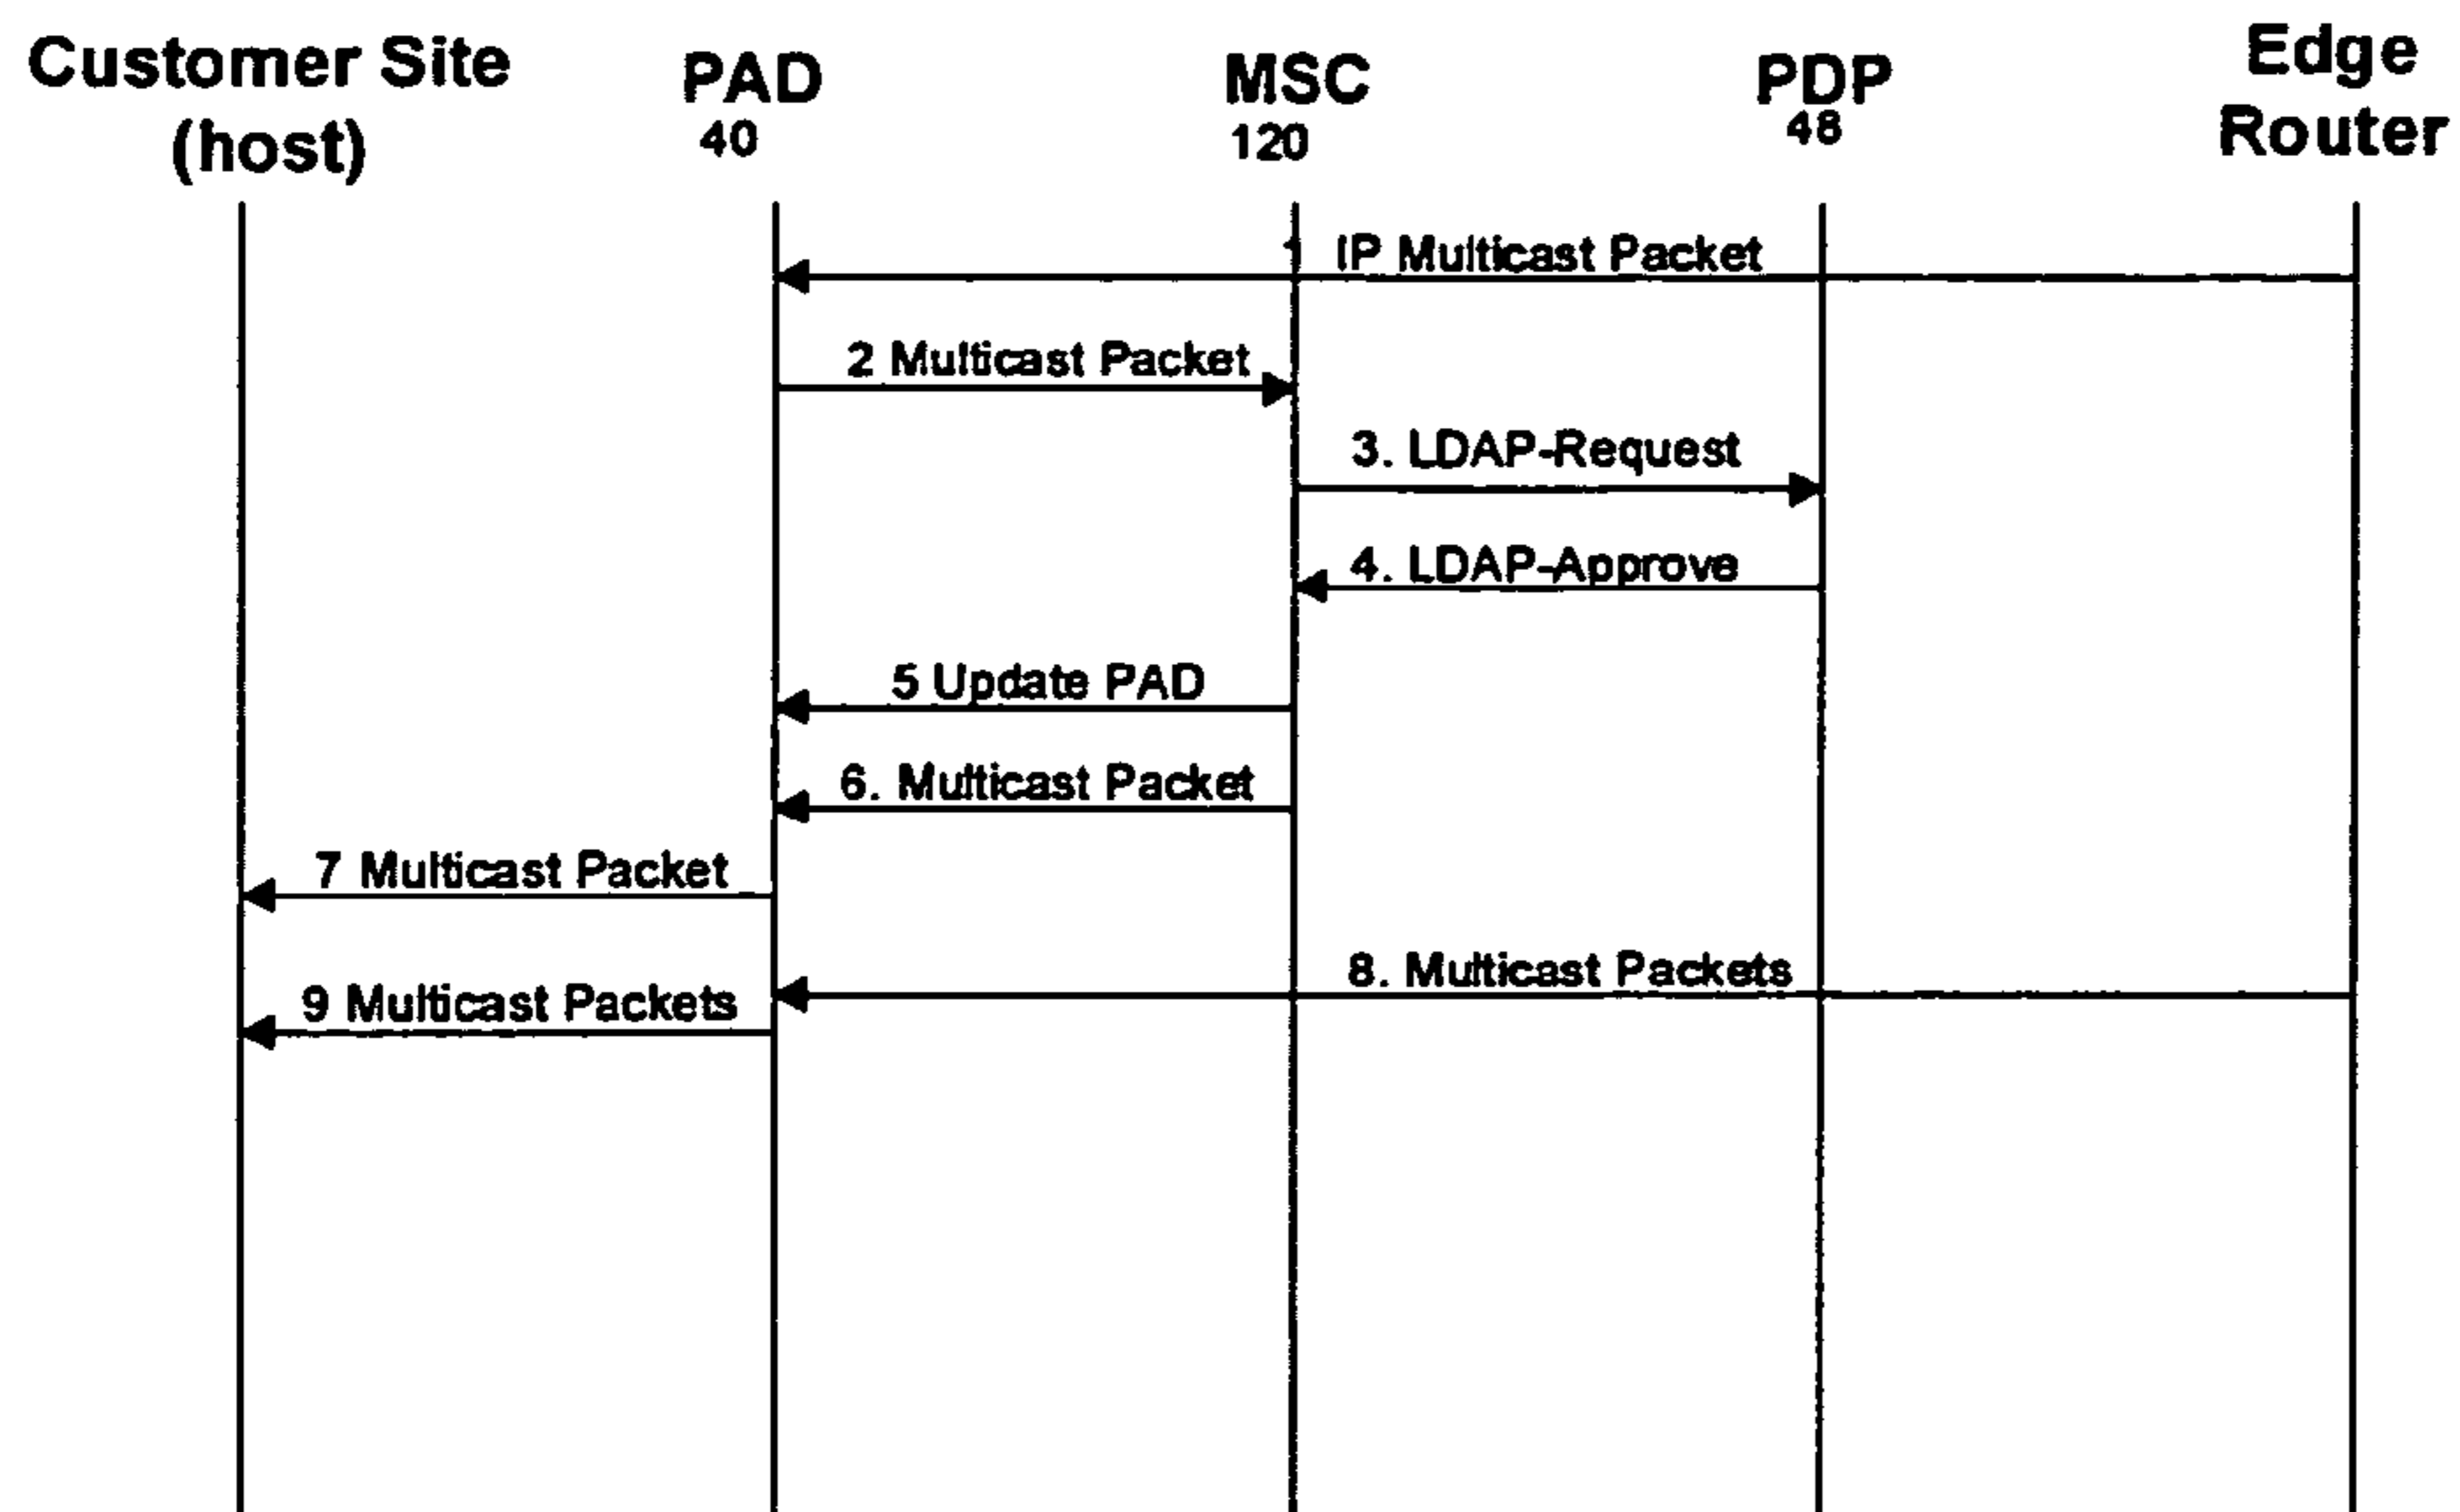 Customer Site
(host)
PAD
40
MSC
120
PDP
48
Edge
Router
1 IP Multicast Packet
2 Multicast Packet
3. LDAP-Request
4. LDAP-Approve
5 Update PAD
6. Multicast Packet
7 Multicast Packet
8. Multicast Packets
9 Multicast Packets